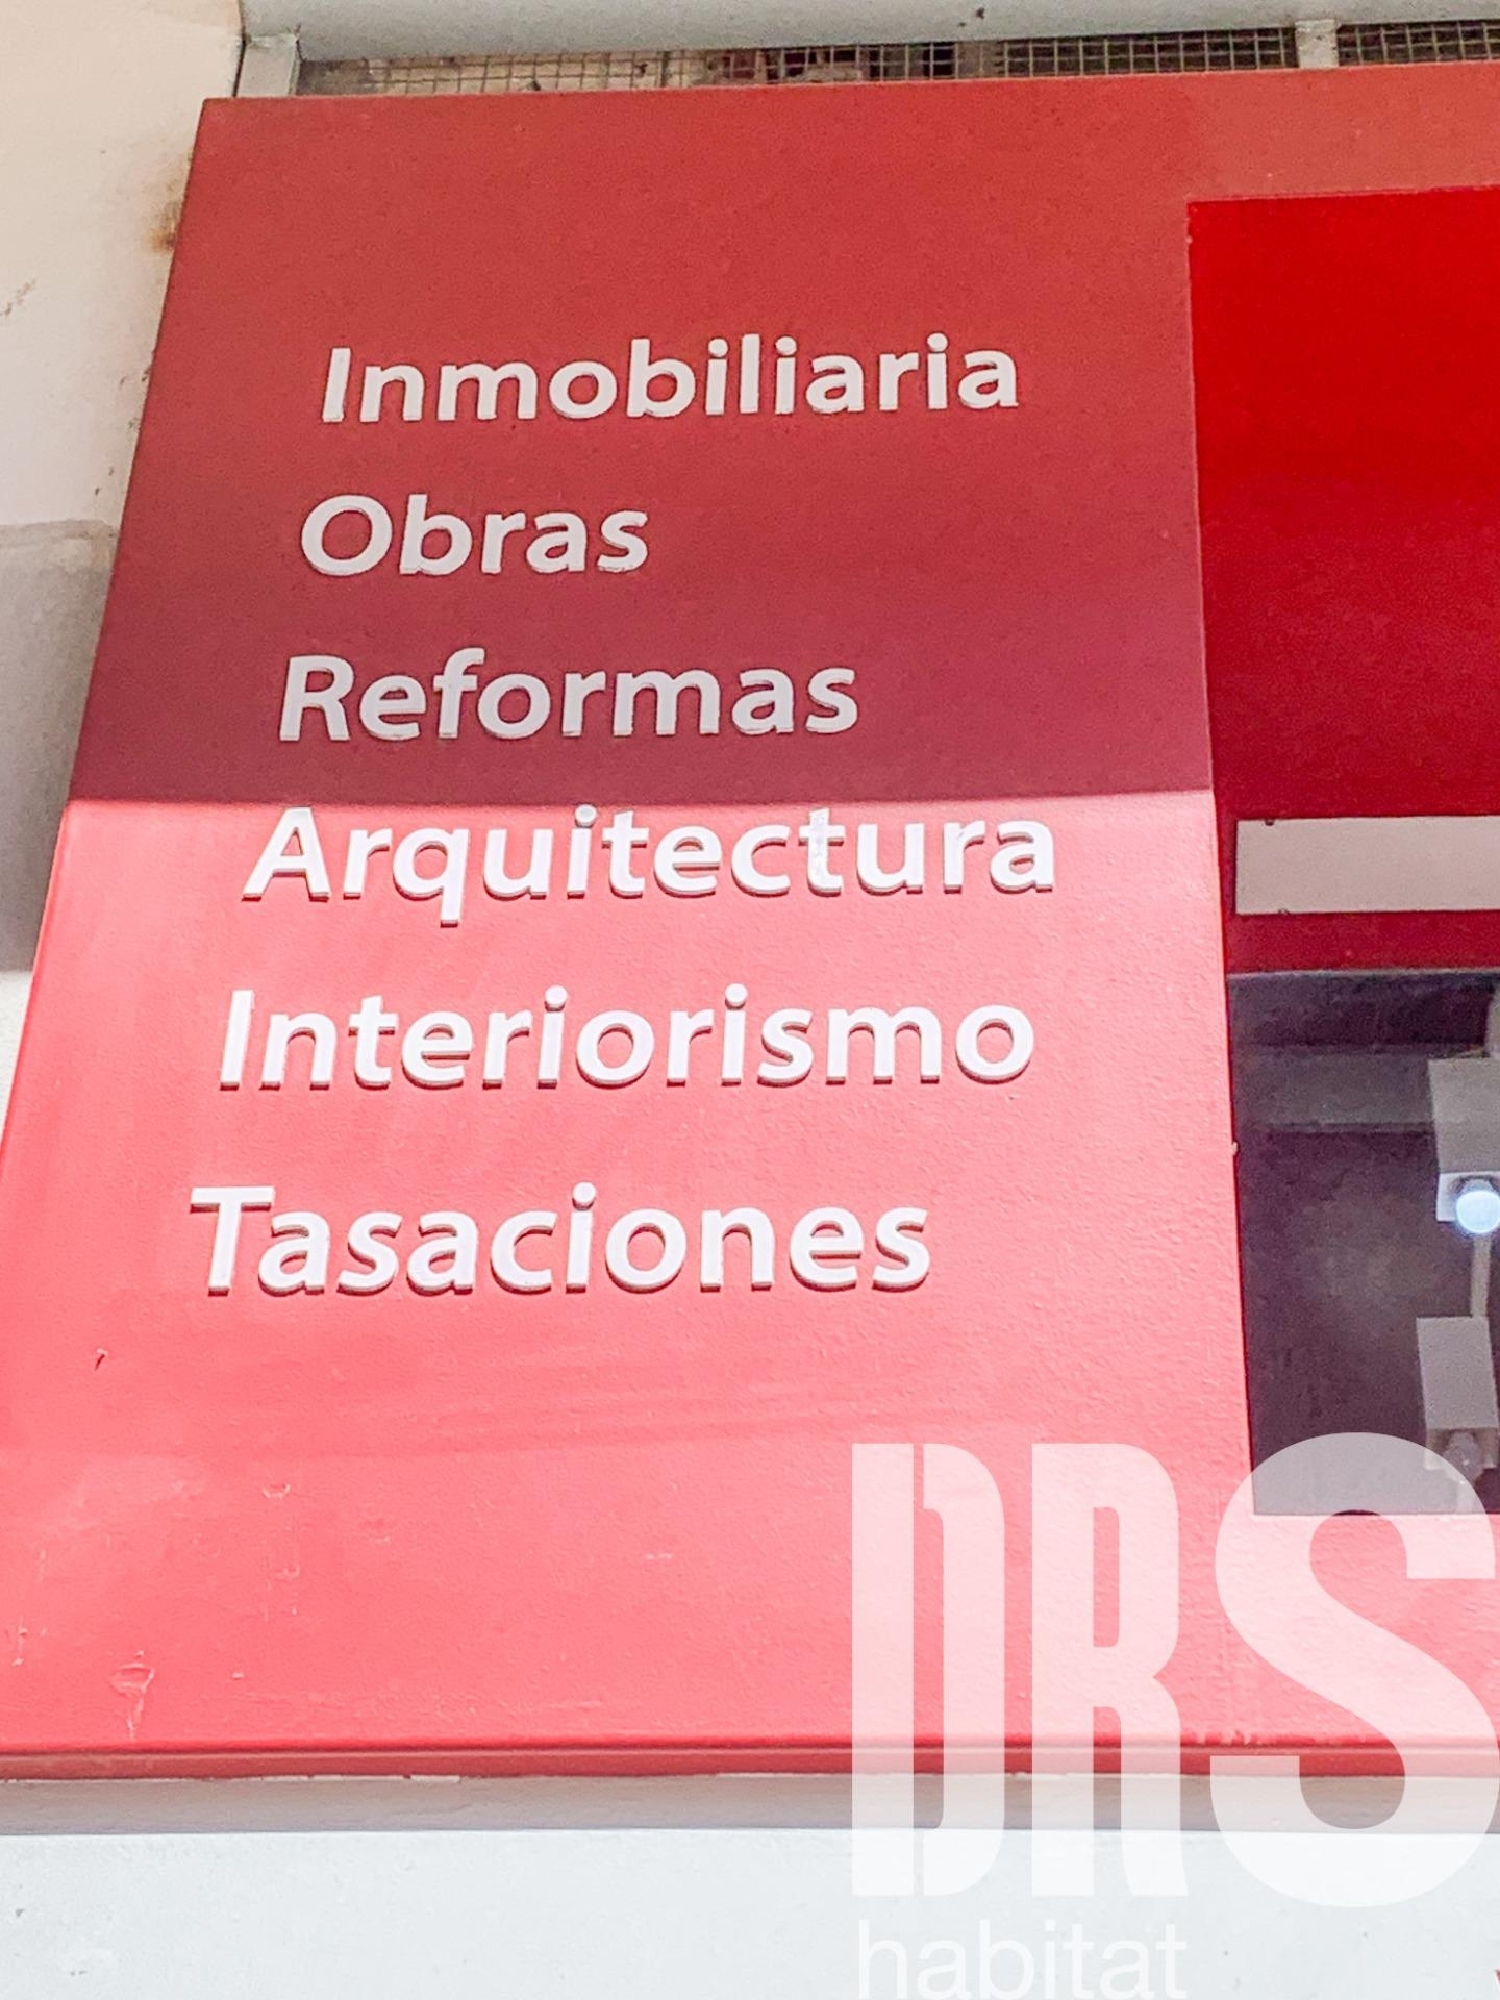 Inmobiliaria
Obras
Reformas
Arquitectura
Interiorismo
Tasaciones
DRS
habitat